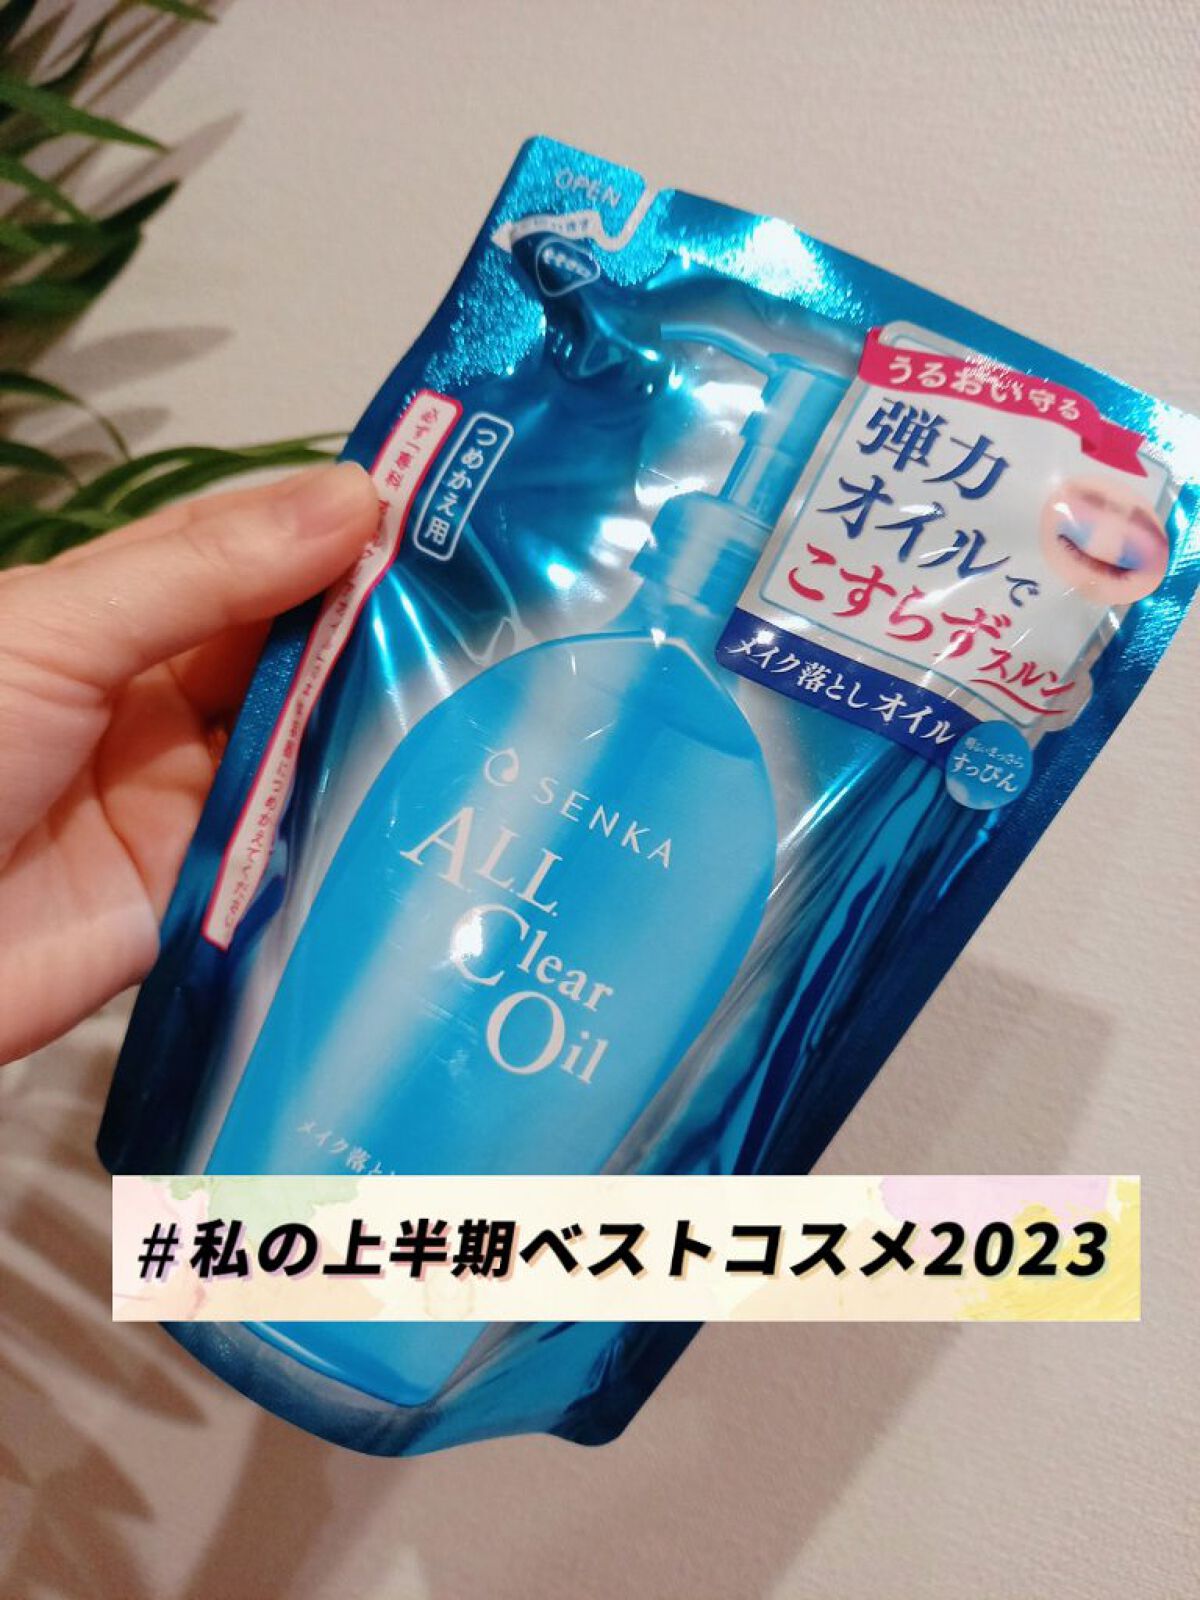 OPEN
うるおい守る
弾力
オイルで
こすらずスルン
メイク落としオイル
すっぴん
つめかえ用
SENKA
ALL
Clear
Oil
メイク落と
#私の上半期ベストコスメ2023